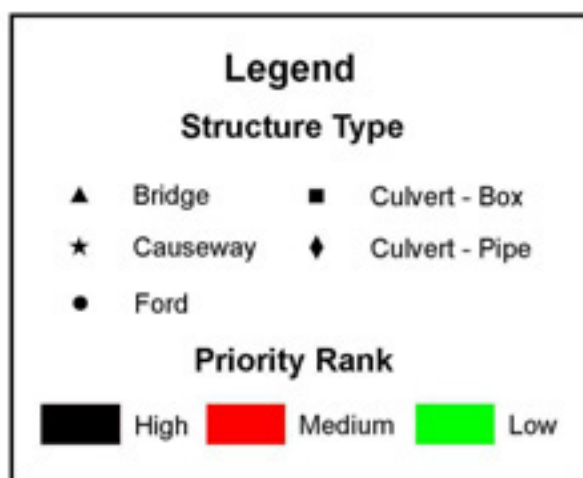 Legend
Structure Type
Bridge Culvert - Box
Causeway Culvert - Pipe
Ford
Priority Rank
High Medium Low